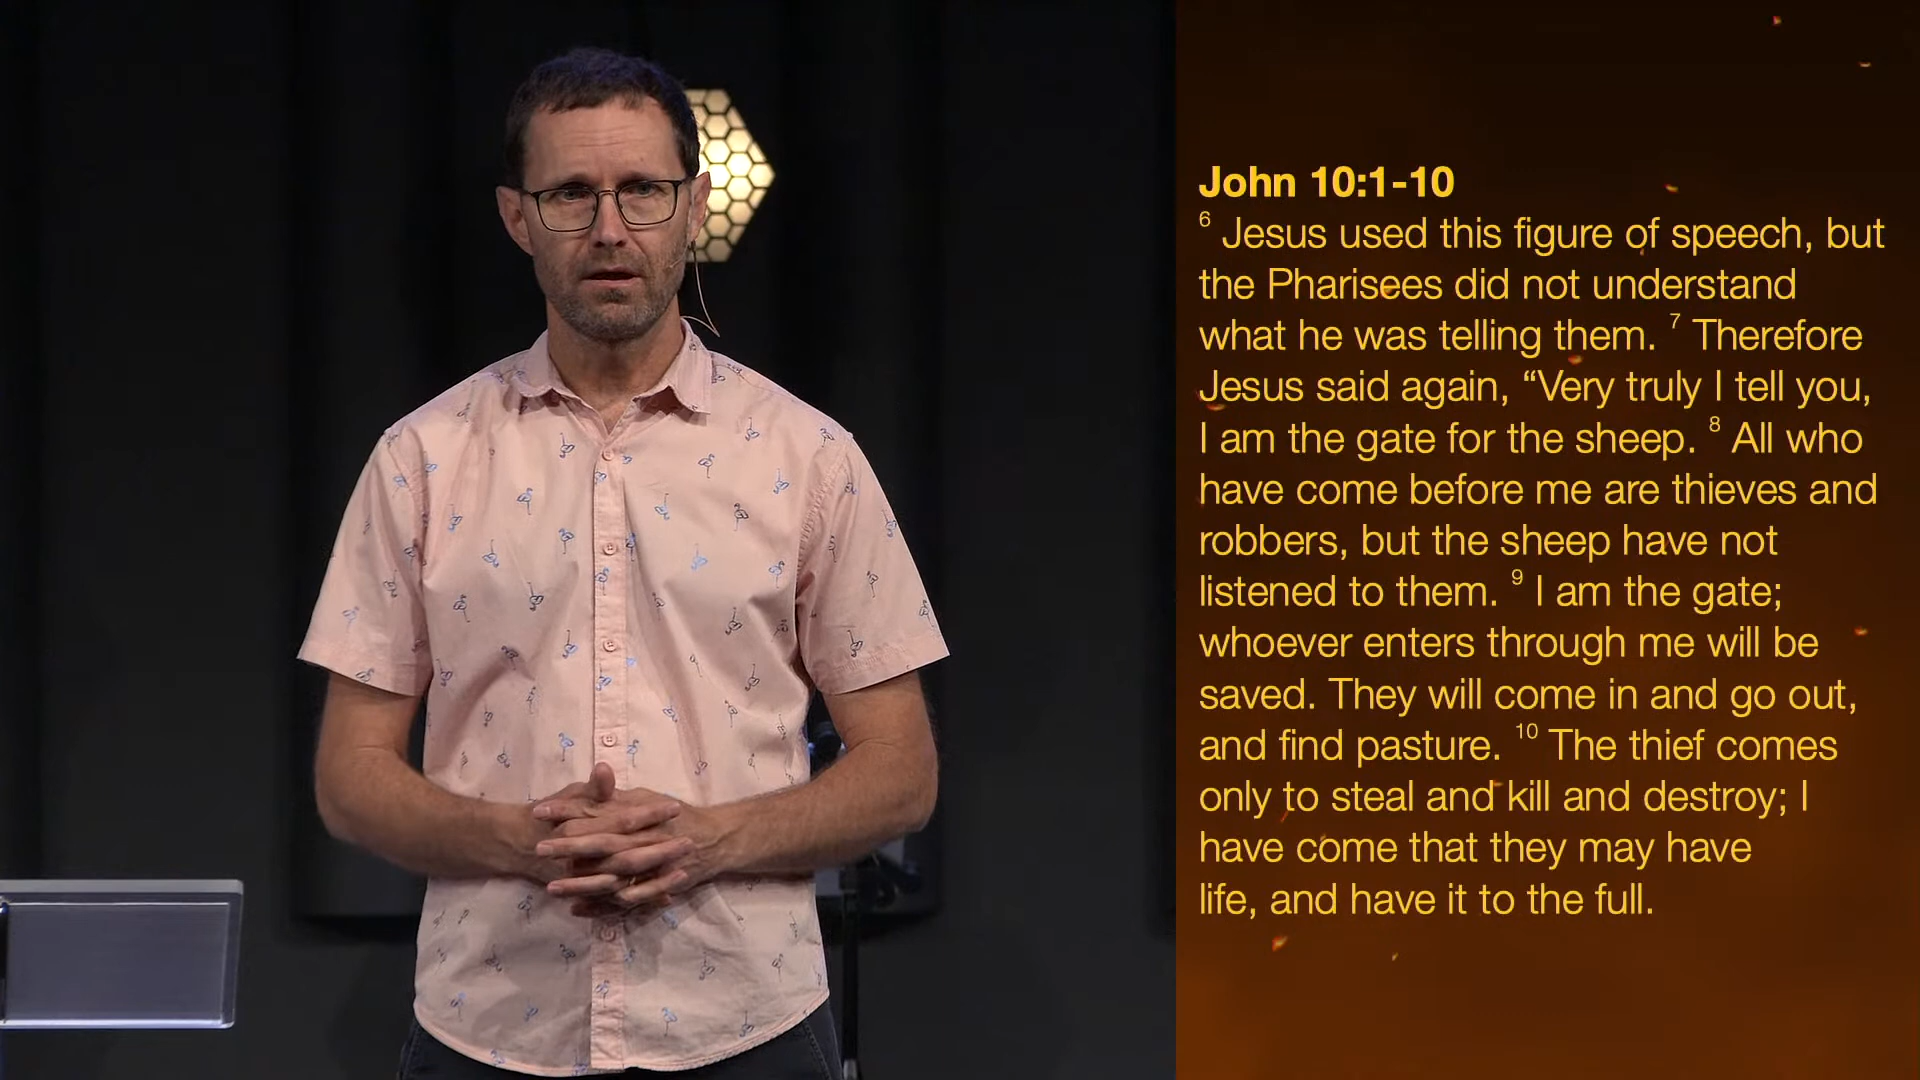 John 10:1-10
6 Jesus used this figure of speech, but
the Pharisees did not understand
what he was telling them. 7 Therefore
Jesus said again, “Very truly I tell you,
I am the gate for the sheep. 8 All who
have come before me are thieves and
robbers, but the sheep have not
listened to them. 9 I am the gate;
whoever enters through me will be
saved. They will come in and go out,
and find pasture. 10 The thief comes
only to steal and kill and destroy; I
have come that they may have
life, and have it to the full.